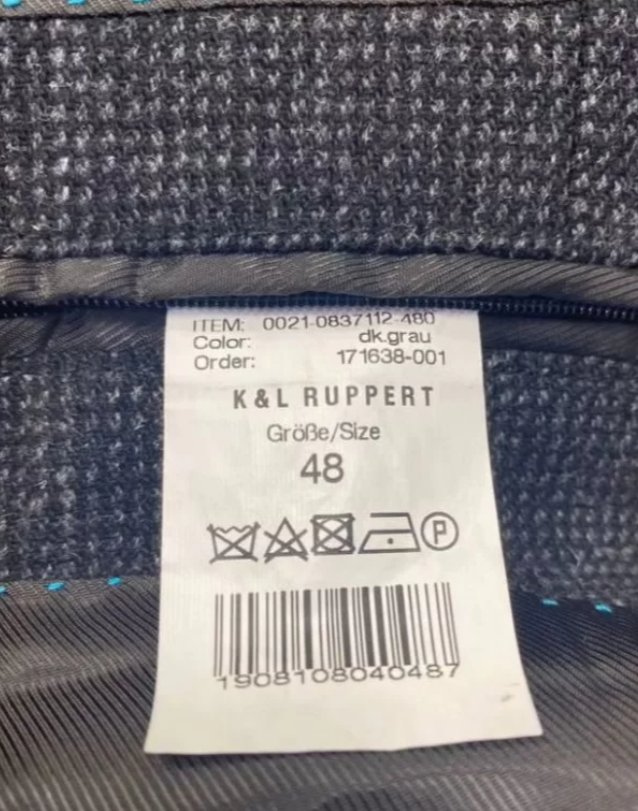 ITEM: 0021-0837112-480
Color: dk.grau
Order: 171638-001
K & L RUPPERT
Größe/Size
48
P
1908108040487